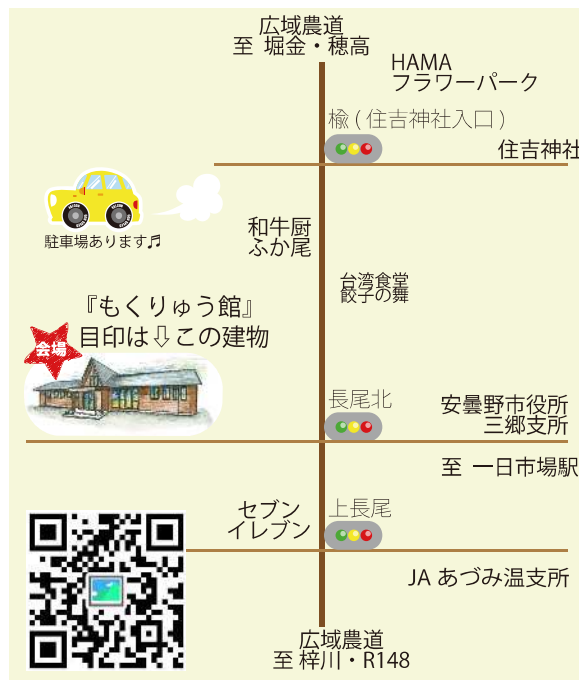 広域農道
至 堀金・穂高
HAMA
フラワーパーク
楡(住吉神社入口)
住吉神社
駐車場あります♬
和牛厨
ふか尾
台湾食堂
餃子の舞
『もくりゅう館』
目印は⇩この建物
会場
長尾北
安曇野市役所
三郷支所
至 一日市場駅
セブン
イレブン
上長尾
JA あづみ温支所
広域農道
至 梓川・R148